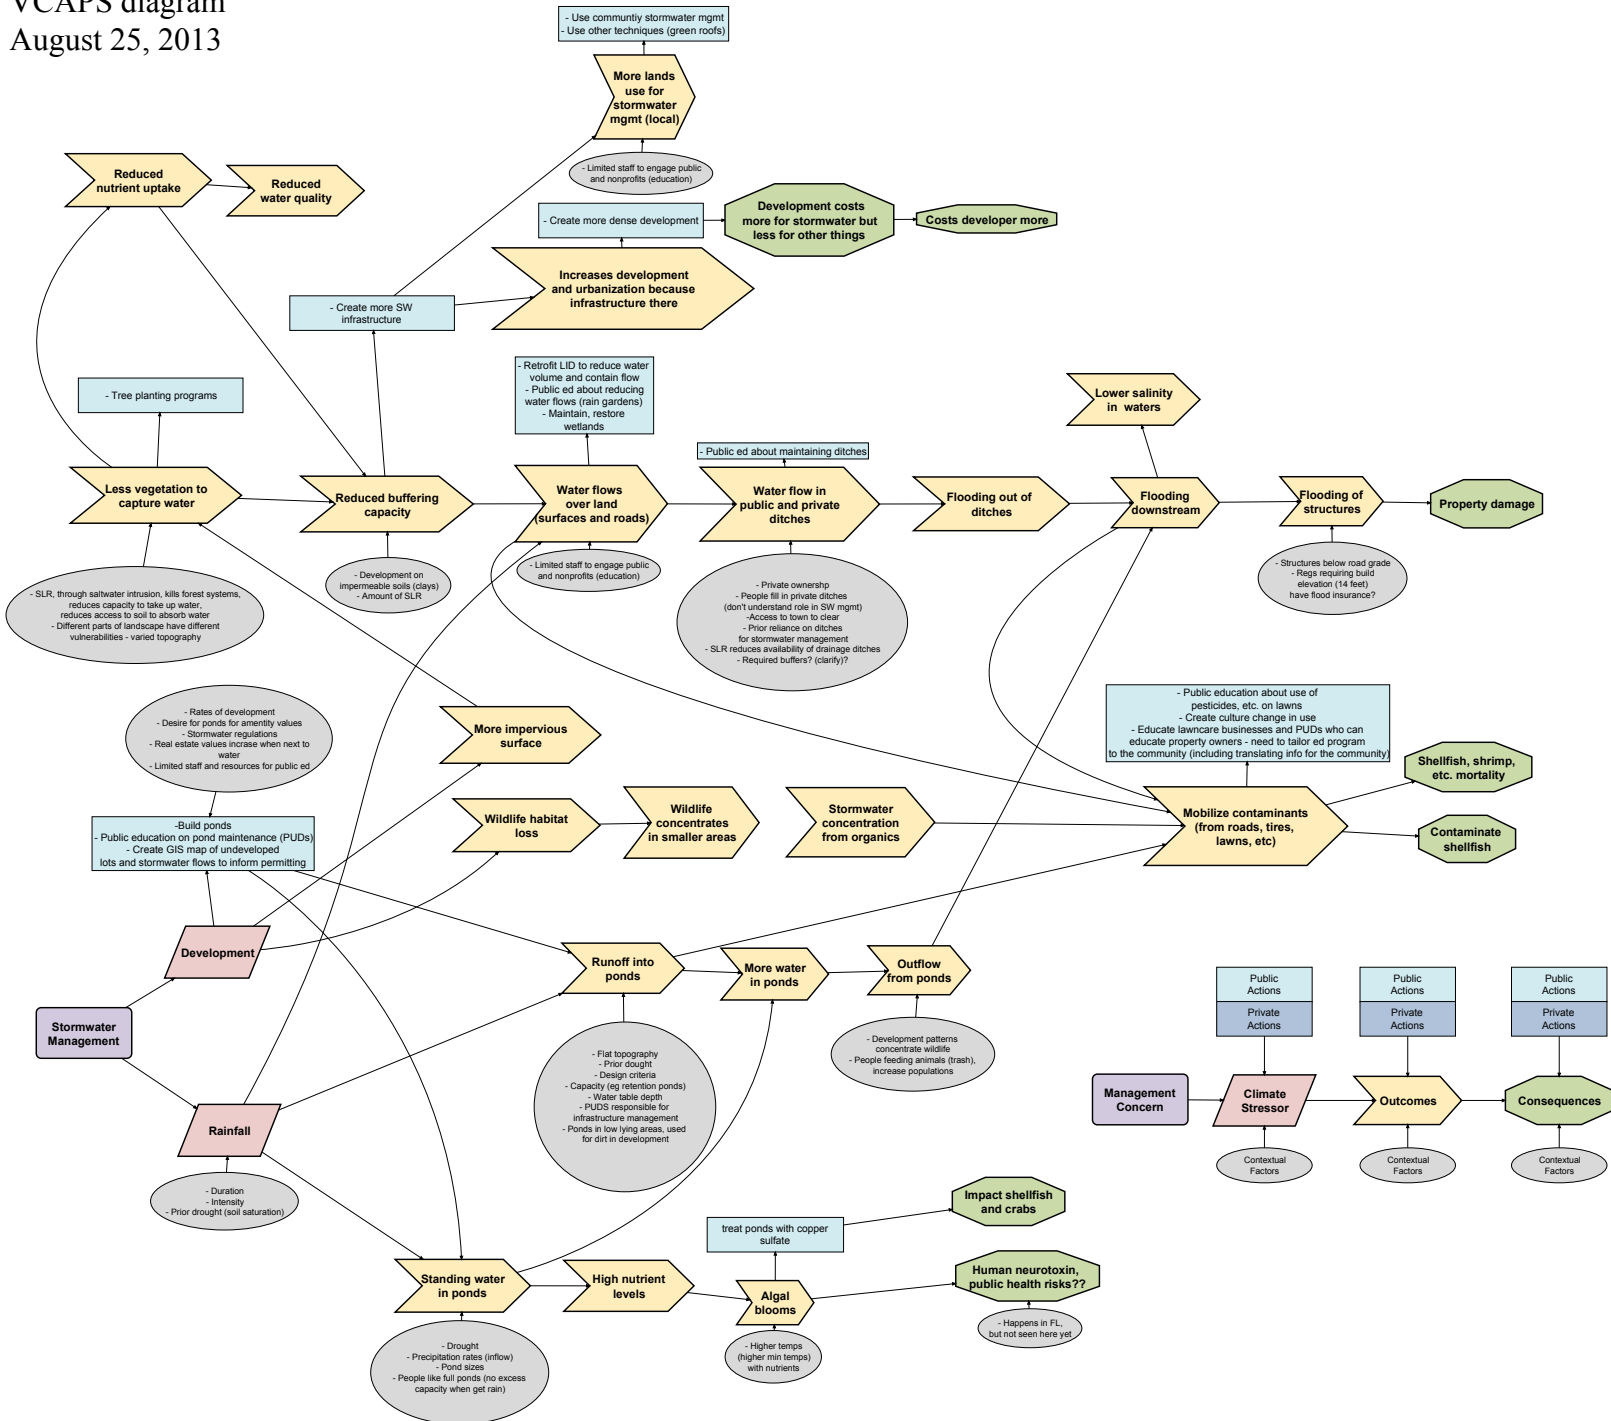 VCAPS diagram
August 25, 2013
- Use communtiy stormwater mgmt
- Use other techniques (green roofs)
More lands
use for
stormwater
mgmt (local)
- Limited staff to engage public
and nonprofits (education)
Reduced
nutrient uptake
Reduced
water quality
- Create more dense development
Development costs
more for stormwater but
less for other things
Costs developer more
Increases development
and urbanization because
infrastructure there
- Create more SW
infrastructure
- Tree planting programs
- Retrofit LID to reduce water
volume and contain flow
- Public ed about reducing
water flows (rain gardens)
- Maintain, restore
wetlands
- Public ed about maintaining ditches
Lower salinity
in  waters
Less vegetation to
capture water
Reduced buffering
capacity
Water flows
over land
(surfaces and roads)
Water flow in
public and private
ditches
Flooding out of
ditches
Flooding
downstream
Flooding of
structures
Property damage
- SLR, through saltwater intrusion, kills forest systems,
reduces capacity to take up water,
reduces access to soil to absorb water
- Different parts of landscape have different
vulnerabilities - varied topography
- Development on
impermeable soils (clays)
- Amount of SLR
- Limited staff to engage public
and nonprofits (education)
- Private ownershp
- People fill in private ditches
(don't understand role in SW mgmt)
-Access to town to clear
- Prior reliance on ditches
for stormwater management
- SLR reduces availability of drainage ditches
- Required buffers? (clarify)?
- Structures below road grade
- Regs requiring build
elevation (14 feet)
have flood insurance?
- Rates of development
- Desire for ponds for amentity values
- Stormwater regulations
- Real estate values incrase when next to
water
- Limited staff and resources for public ed
More impervious
surface
- Public education about use of
pesticides, etc. on lawns
- Create culture change in use
- Educate lawncare businesses and PUDs who can
educate property owners - need to tailor ed program
to the community (including translating info for the community)
Shellfish, shrimp,
etc. mortality
-Build ponds
- Public education on pond maintenance (PUDs)
- Create GIS map of undeveloped
lots and stormwater flows to inform permitting
Wildlife habitat
loss
Wildlife
concentrates
in smaller areas
Stormwater
concentration
from organics
Mobilize contaminants
(from roads, tires,
lawns, etc)
Contaminate
shellfish
Development
Runoff into
ponds
More water
in ponds
Outflow
from ponds
Stormwater
Management
- Flat topography
- Prior dought
- Design criteria
- Capacity (eg retention ponds)
- Water table depth
- PUDS responsible for
infrastructure management
- Ponds in low lying areas, used
for dirt in development
- Development patterns
concentrate wildlife
- People feeding animals (trash),
increase populations
Public
Actions
Private
Actions
Public
Actions
Private
Actions
Public
Actions
Private
Actions
Management
Concern
Climate
Stressor
Outcomes
Consequences
Contextual
Factors
Contextual
Factors
Contextual
Factors
Rainfall
- Duration
- Intensity
- Prior drought (soil saturation)
Impact shellfish
and crabs
treat ponds with copper
sulfate
Standing water
in ponds
High nutrient
levels
Algal
blooms
Human neurotoxin,
public health risks??
- Happens in FL,
but not seen here yet
- Drought
- Precipitation rates (inflow)
- Pond sizes
- People like full ponds (no excess
capacity when get rain)
- Higher temps
(higher min temps)
with nutrients